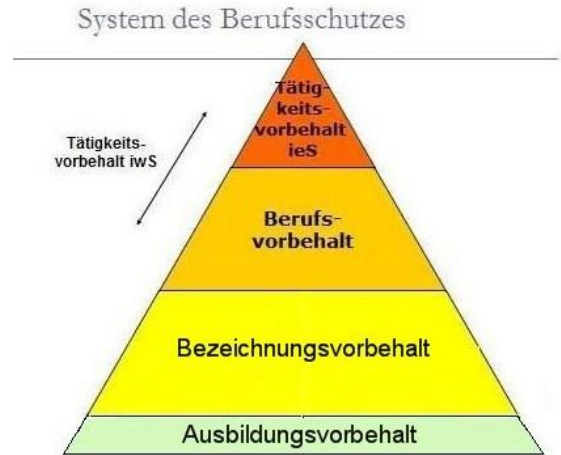 System des Berufsschutzes
Tätig-
keits-
vorbehalt
ieS
Tätigkeits-
vorbehalt iwS
Berufs-
vorbehalt
Bezeichnungsvorbehalt
Ausbildungsvorbehalt